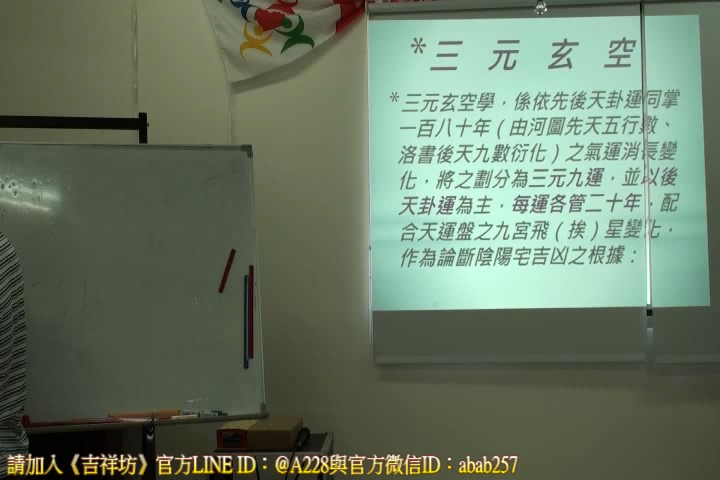 *三元玄空
*三元玄空學，係依先後天卦運同掌
一百八十年（由河圖先天五行數、
洛書後天九數衍化）之氣運消長變
化，將之劃分為三元九運，並以後
天卦運為主，每運各管二十年，配
合天運盤之九宮飛（挨）星變化，
作為論斷陰陽宅吉凶之根據：
請加入《吉祥坊》官方LINE ID：@A228與官方微信ID：abab257